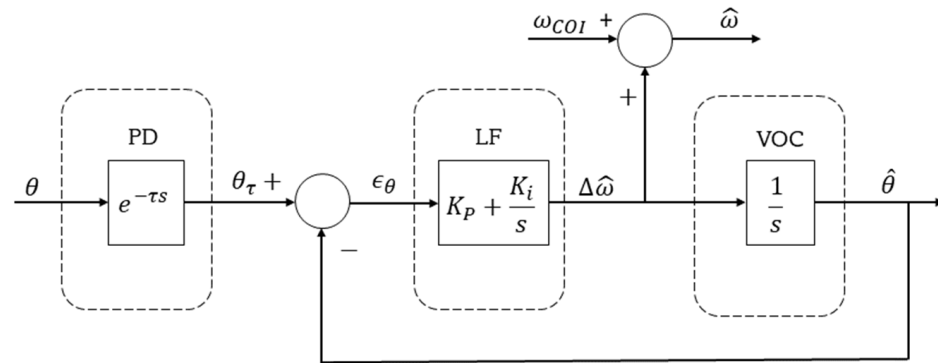 ω_COI + ω̂
+
PD LF VOC
θ e^{-τs} θ_τ + ϵ_θ K_P + K_i/s Δω̂ 1/s θ̂
−